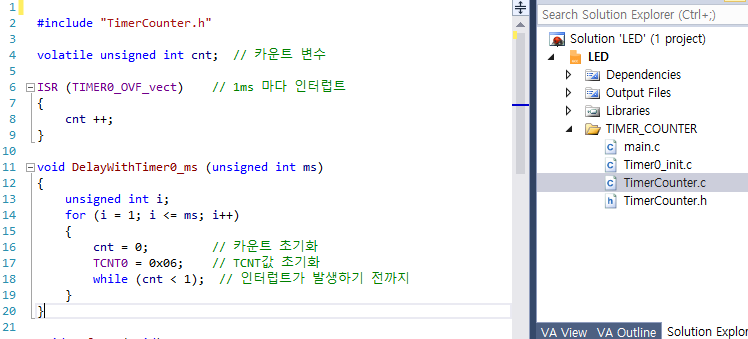 1
2 #include "TimerCounter.h"
3
4 volatile unsigned int cnt;  // 카운트 변수
5
6 ISR (TIMER0_OVF_vect)    // 1ms 마다 인터럽트
7 {
8     cnt ++;
9 }
10
11 void DelayWithTimer0_ms (unsigned int ms)
12 {
13     unsigned int i;
14     for (i = 1; i <= ms; i++)
15     {
16         cnt = 0;        // 카운트 초기화
17         TCNT0 = 0x06;    // TCNT값 초기화
18         while (cnt < 1);  // 인터럽트가 발생하기 전까지
19     }
20 }
21
Search Solution Explorer (Ctrl+;)
Solution 'LED' (1 project)
LED
Dependencies
Output Files
Libraries
TIMER_COUNTER
main.c
Timer0_init.c
TimerCounter.c
TimerCounter.h
VA View VA Outline Solution Explor